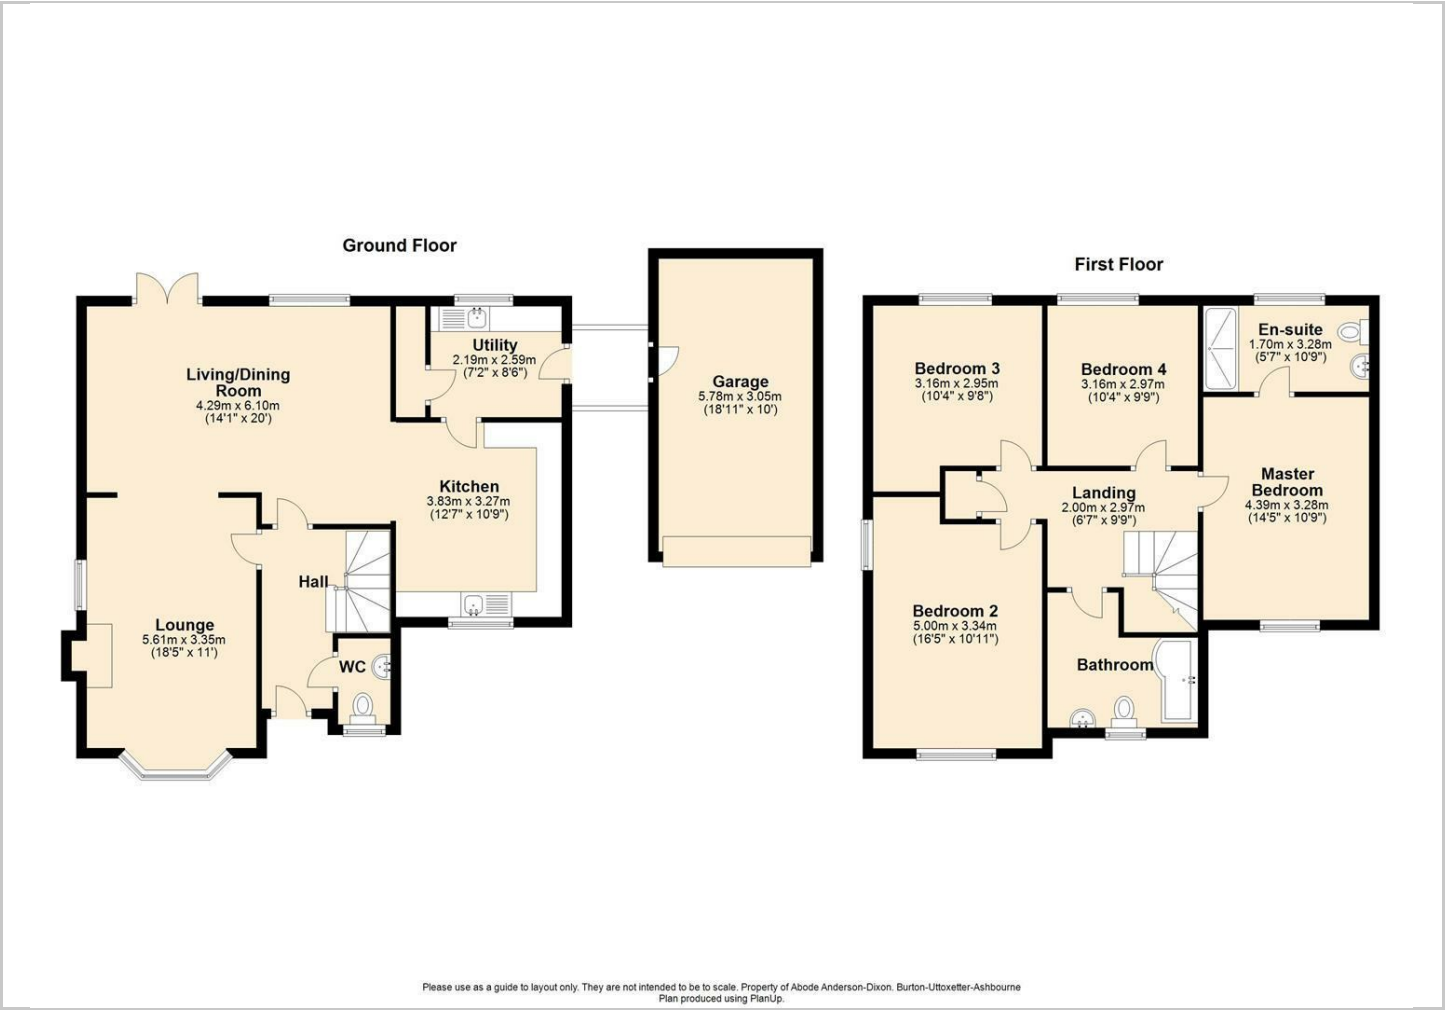 Ground Floor
Living/Dining
Room
4.29m x 6.10m
(14'1" x 20')
Utility
2.19m x 2.59m
(7'2" x 8'6")
Kitchen
3.83m x 3.27m
(12'7" x 10'9")
Hall
Lounge
5.61m x 3.35m
(18'5" x 11')
WC
Garage
5.78m x 3.05m
(18'11" x 10')
First Floor
Bedroom 3
3.16m x 2.95m
(10'4" x 9'8")
Bedroom 4
3.16m x 2.97m
(10'4" x 9'9")
En-suite
1.70m x 3.28m
(5'7" x 10'9")
Landing
2.00m x 2.97m
(6'7" x 9'9")
Master
Bedroom
4.39m x 3.28m
(14'5" x 10'9")
Bedroom 2
5.00m x 3.34m
(16'5" x 10'11")
Bathroom
Please use as a guide to layout only. They are not intended to be to scale. Property of Abode Anderson-Dixon. Burton-Uttoxetter-Ashbourne
Plan produced using PlanUp.